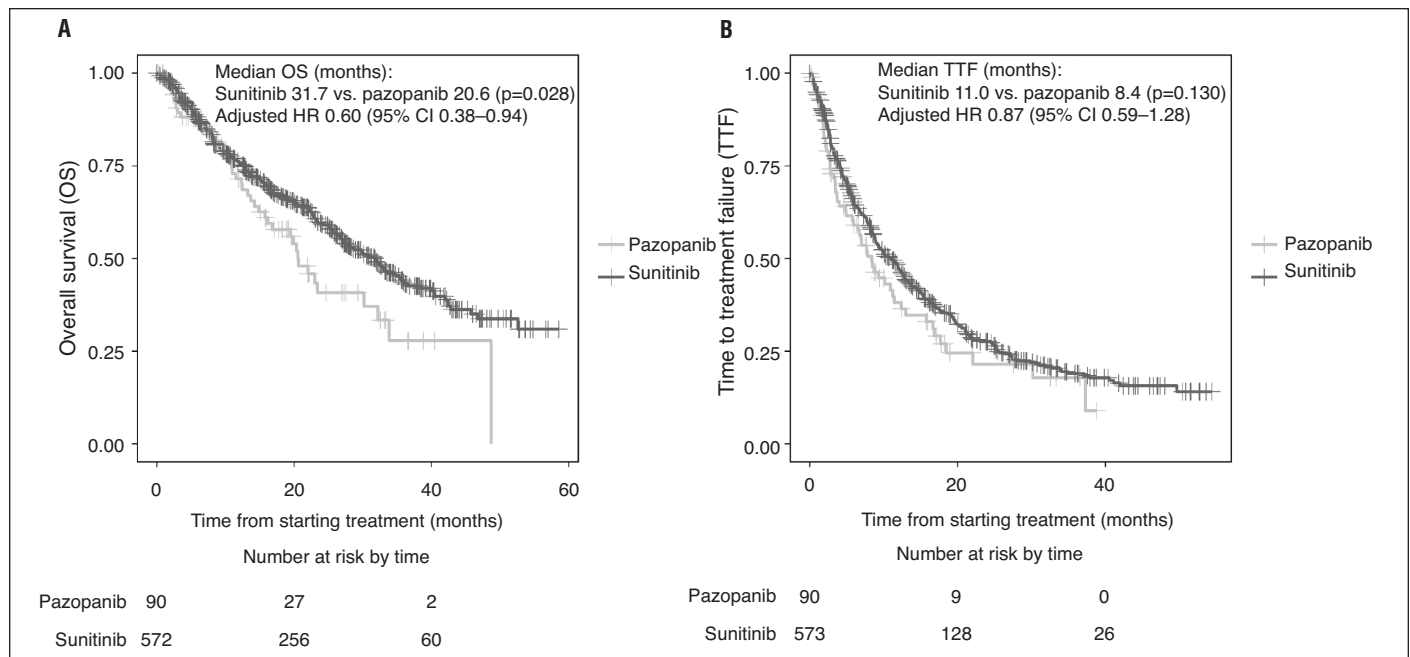 A
Median OS (months):
Sunitinib 31.7 vs. pazopanib 20.6 (p=0.028)
Adjusted HR 0.60 (95% CI 0.38–0.94)
Overall survival (OS)
1.00
0.75
0.50
0.25
0.00
Pazopanib
Sunitinib
0 20 40 60
Time from starting treatment (months)
Number at risk by time
Pazopanib 90 27 2
Sunitinib 572 256 60
B
Median TTF (months):
Sunitinib 11.0 vs. pazopanib 8.4 (p=0.130)
Adjusted HR 0.87 (95% CI 0.59–1.28)
Time to treatment failure (TTF)
1.00
0.75
0.50
0.25
0.00
Pazopanib
Sunitinib
0 20 40
Time from starting treatment (months)
Number at risk by time
Pazopanib 90 9 0
Sunitinib 573 128 26